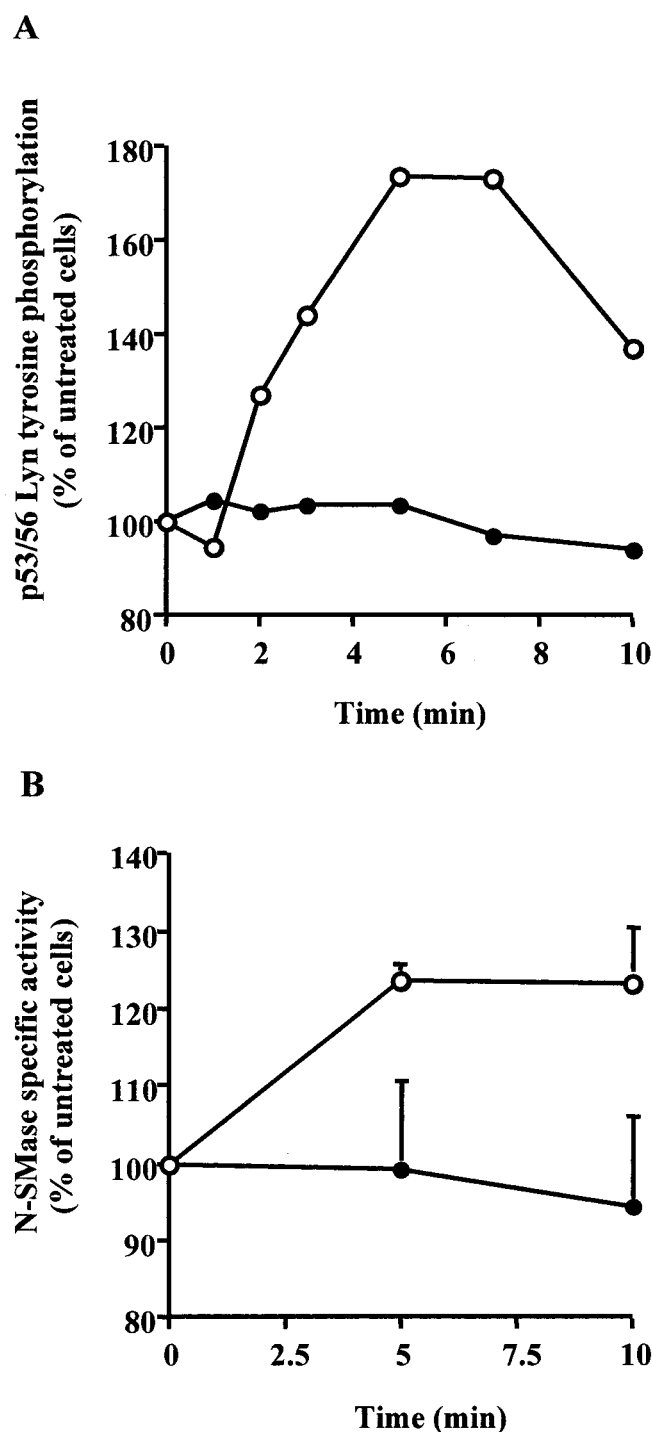 A
p53/56 Lyn tyrosine phosphorylation
(% of untreated cells)
180
160
140
120
100
80
0 2 4 6 8 10
Time (min)
B
N-SMase specific activity
(% of untreated cells)
140
130
120
110
100
90
80
0 2.5 5 7.5 10
Time (min)